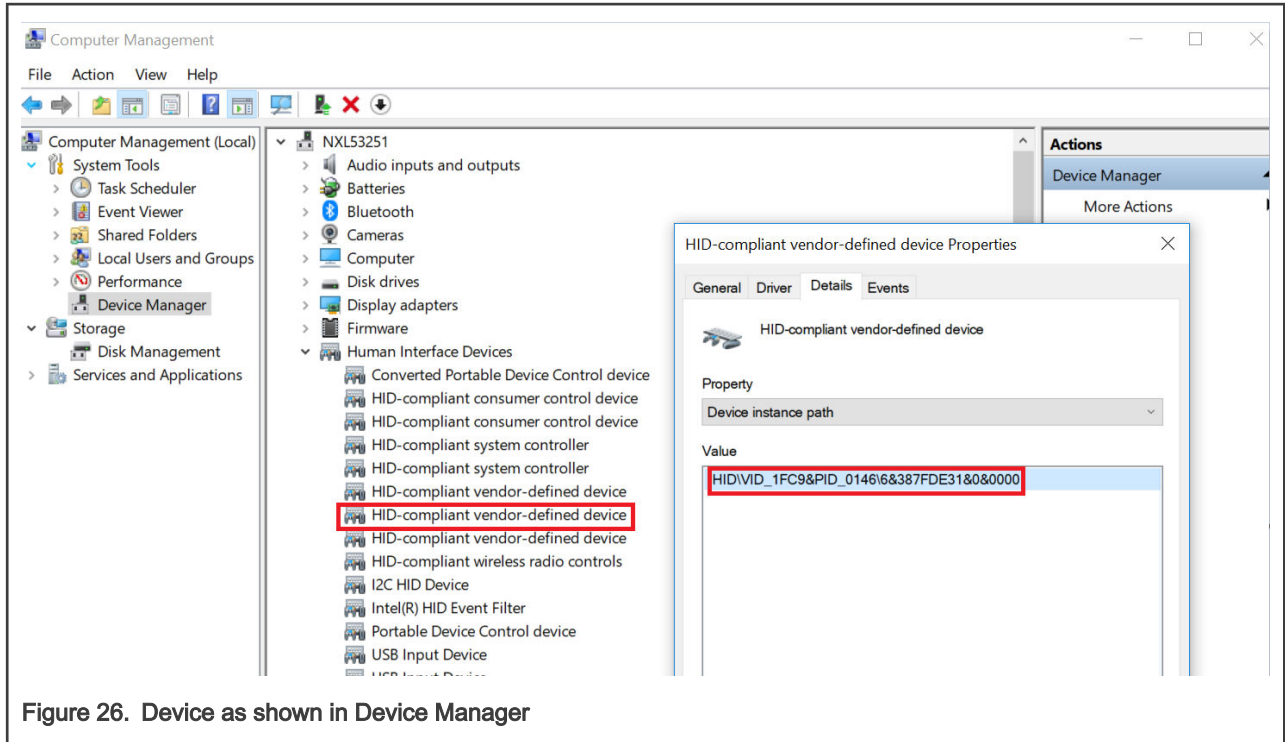 Computer Management
File Action View Help
Computer Management (Local)
System Tools
Task Scheduler
Event Viewer
Shared Folders
Local Users and Groups
Performance
Device Manager
Storage
Disk Management
Services and Applications
NXL53251
Audio inputs and outputs
Batteries
Bluetooth
Cameras
Computer
Disk drives
Display adapters
Firmware
Human Interface Devices
Converted Portable Device Control device
HID-compliant consumer control device
HID-compliant consumer control device
HID-compliant system controller
HID-compliant system controller
HID-compliant vendor-defined device
HID-compliant vendor-defined device
HID-compliant vendor-defined device
HID-compliant wireless radio controls
I2C HID Device
Intel(R) HID Event Filter
Portable Device Control device
USB Input Device
Actions
Device Manager
More Actions
HID-compliant vendor-defined device Properties
General Driver Details Events
HID-compliant vendor-defined device
Property
Device instance path
Value
HID\VID_1FC9&PID_0146\6&387FDE31&0&0000
Figure 26. Device as shown in Device Manager